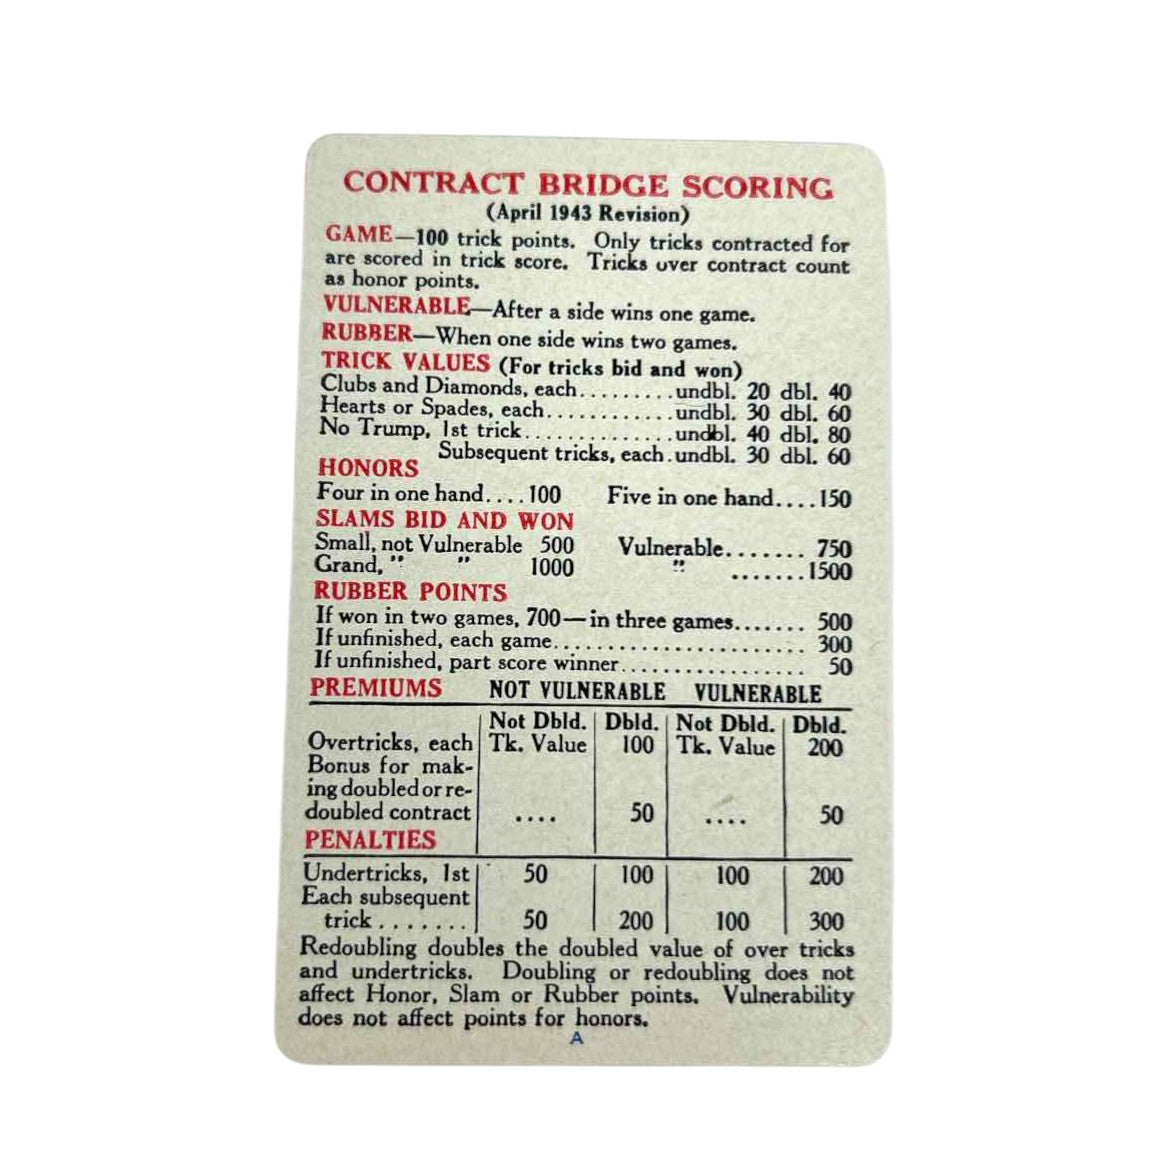 CONTRACT BRIDGE SCORING
(April 1943 Revision)
GAME—100 trick points. Only tricks contracted for
are scored in trick score. Tricks over contract count
as honor points.
VULNERABLE—After a side wins one game.
RUBBER—When one side wins two games.
TRICK VALUES (For tricks bid and won)
Clubs and Diamonds, each.........undbl. 20 dbl. 40
Hearts or Spades, each............undbl. 30 dbl. 60
No Trump, 1st trick..............undbl. 40 dbl. 80
Subsequent tricks, each.undbl. 30 dbl. 60
HONORS
Four in one hand....100 Five in one hand....150
SLAMS BID AND WON
Small, not Vulnerable 500 Vulnerable....... 750
Grand, " " 1000 " .......1500
RUBBER POINTS
If won in two games, 700—in three games....... 500
If unfinished, each game....................... 300
If unfinished, part score winner................. 50
PREMIUMS NOT VULNERABLE VULNERABLE
Not Dbld. Dbld. Not Dbld. Dbld.
Overtricks, each Tk. Value 100 Tk. Value 200
Bonus for mak-
ing doubled or re-
doubled contract .... 50 .... 50
PENALTIES
Undertricks, 1st 50 100 100 200
Each subsequent
trick....... 50 200 100 300
Redoubling doubles the doubled value of over tricks
and undertricks. Doubling or redoubling does not
affect Honor, Slam or Rubber points. Vulnerability
does not affect points for honors.
A